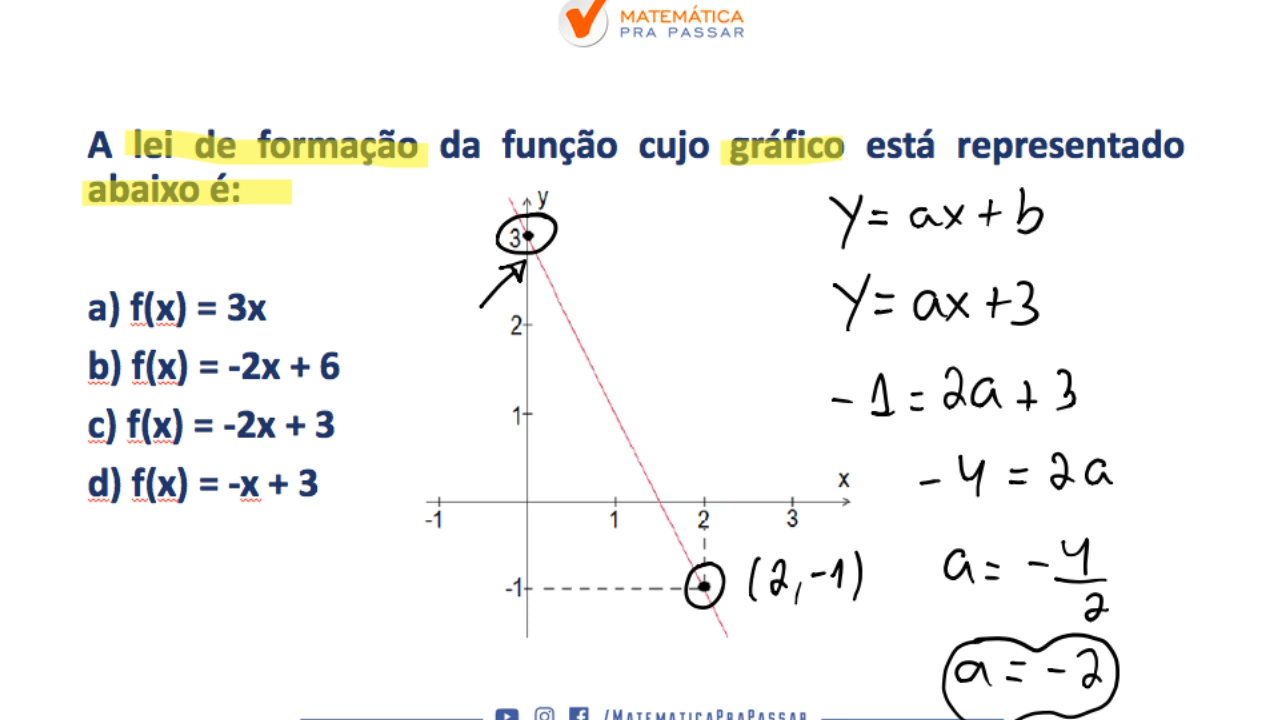 MATEMÁTICA
PRA PASSAR
A lei de formação da função cujo gráfico está representado
abaixo é:
a) f(x) = 3x
b) f(x) = -2x + 6
c) f(x) = -2x + 3
d) f(x) = -x + 3
y
3
2
1
x
-1 1 2 3
-1
(2,-1)
Y = ax + b
Y = ax + 3
- 1 = 2a + 3
- 4 = 2a
a = - 4/2
a = - 2
/MATEMATICAPRAPASSAR